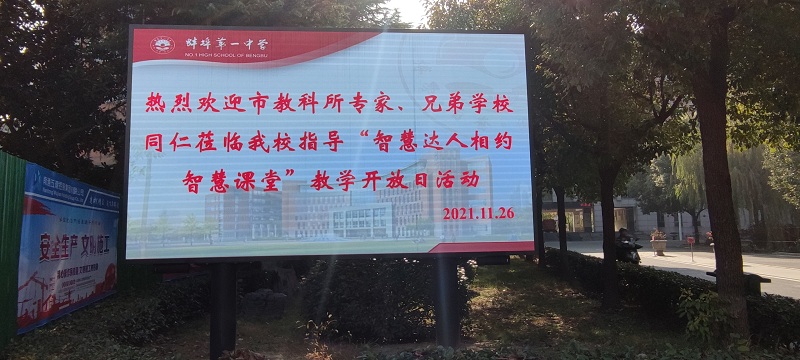 蚌埠第一中学
NO.1 HIGH SCHOOL OF BENGBU
热烈欢迎市教科所专家、兄弟学校
同仁莅临我校指导“智慧达人相约
智慧课堂”教学开放日活动
2021.11.26
安全生产 文明施工